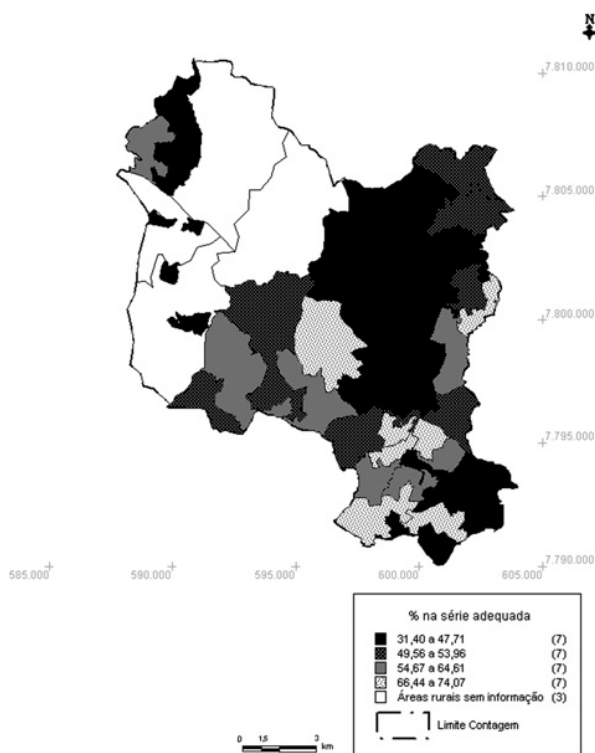 N
7.810.000
7.805.000
7.800.000
7.795.000
7.790.000
585.000 590.000 595.000 600.000 605.000
% na série adequada
31,40 a 47,71 (7)
49,56 a 53,96 (7)
54,67 a 64,61 (7)
66,44 a 74,07 (7)
Áreas rurais sem informação (3)
Limite Contagem
0 1,5 3
km